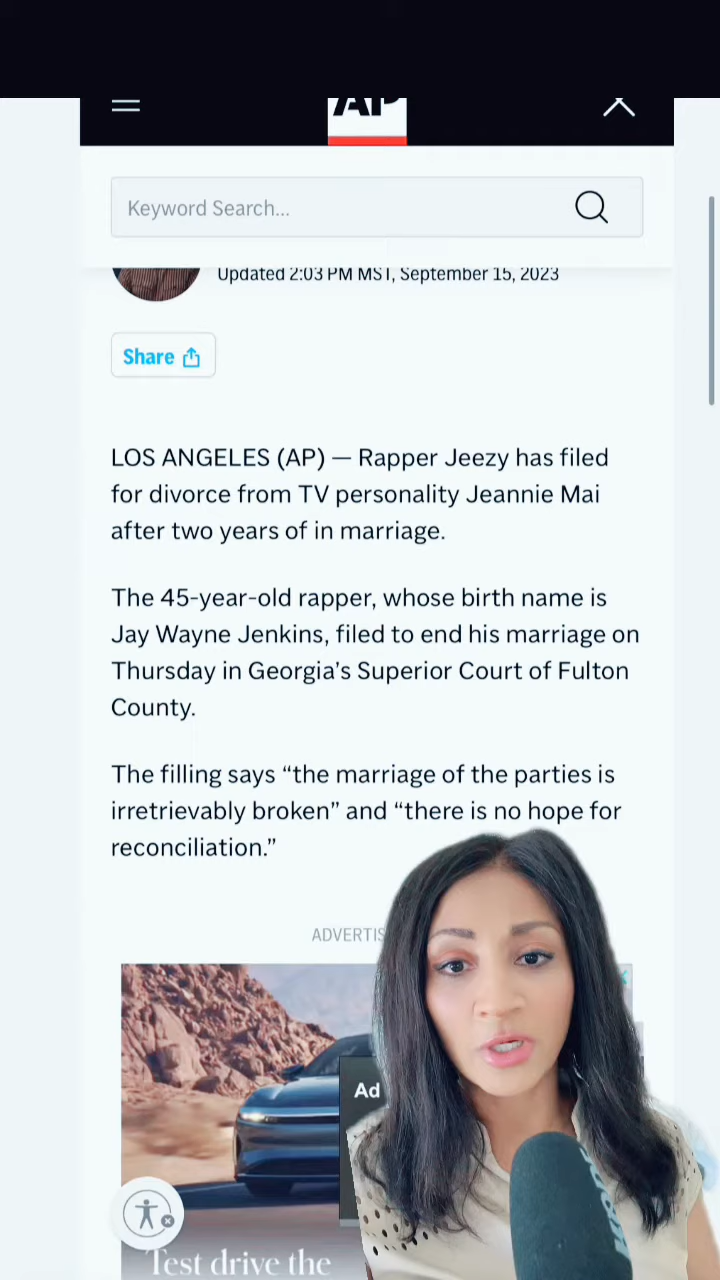 AP
Keyword Search...
Updated 2:03 PM MST, September 15, 2023
Share
LOS ANGELES (AP) — Rapper Jeezy has filed
for divorce from TV personality Jeannie Mai
after two years of in marriage.
The 45-year-old rapper, whose birth name is
Jay Wayne Jenkins, filed to end his marriage on
Thursday in Georgia’s Superior Court of Fulton
County.
The filling says “the marriage of the parties is
irretrievably broken” and “there is no hope for
reconciliation.”
ADVERTIS
Ad
Test drive the